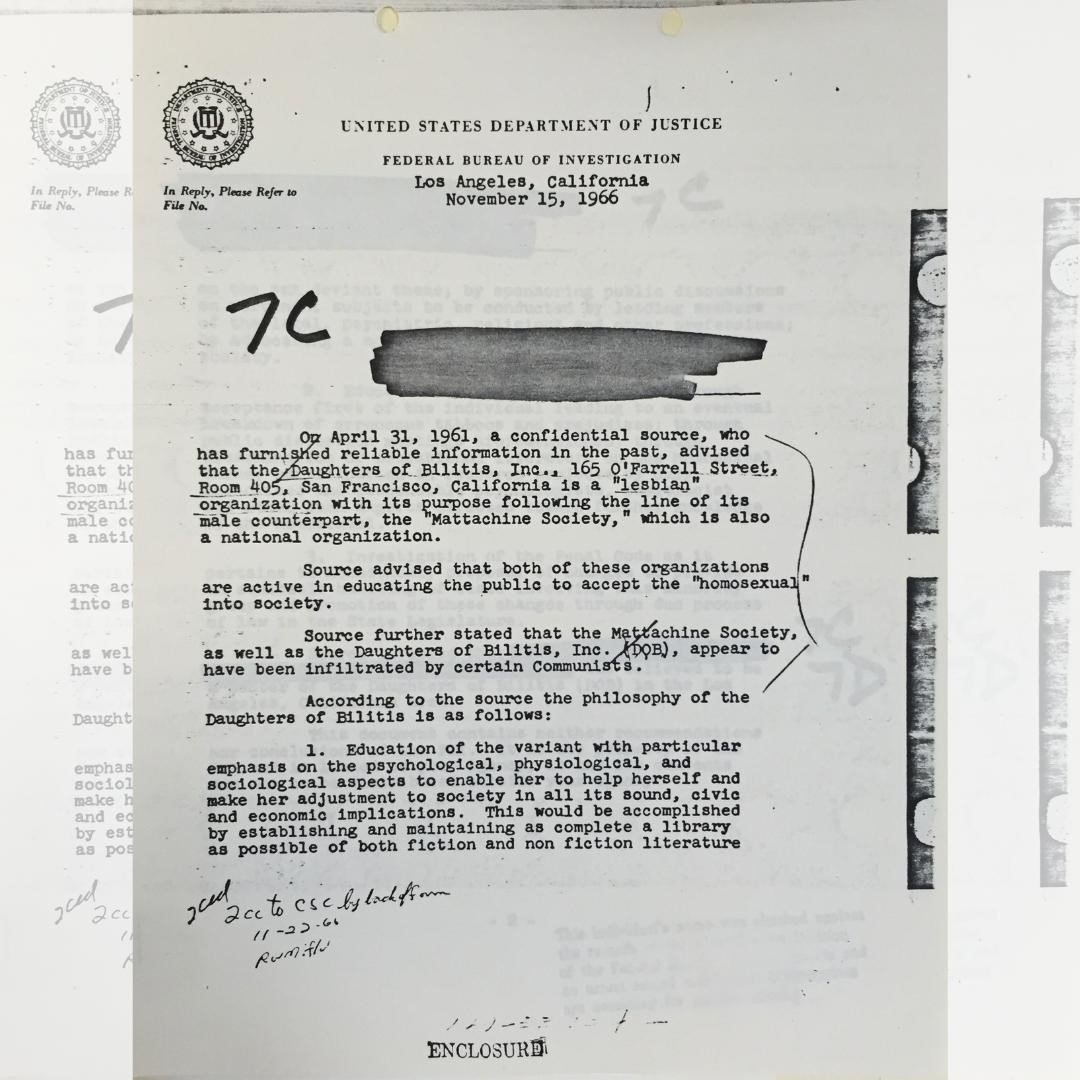 UNITED STATES DEPARTMENT OF JUSTICE
FEDERAL BUREAU OF INVESTIGATION
Los Angeles, California
November 15, 1966
In Reply, Please Refer to
File No.
7C
On April 31, 1961, a confidential source, who
has furnished reliable information in the past, advised
that the Daughters of Bilitis, Inc., 165 O'Farrell Street,
Room 405, San Francisco, California is a "lesbian"
organization with its purpose following the line of its
male counterpart, the "Mattachine Society," which is also
a national organization.
Source advised that both of these organizations
are active in educating the public to accept the "homosexual"
into society.
Source further stated that the Mattachine Society,
as well as the Daughters of Bilitis, Inc. (DOB), appear to
have been infiltrated by certain Communists.
According to the source the philosophy of the
Daughters of Bilitis is as follows:
1. Education of the variant with particular
emphasis on the psychological, physiological, and
sociological aspects to enable her to help herself and
make her adjustment to society in all its sound, civic
and economic implications. This would be accomplished
by establishing and maintaining as complete a library
as possible of both fiction and non fiction literature
2cc to CSC by
11-22-66
ENCLOSURE